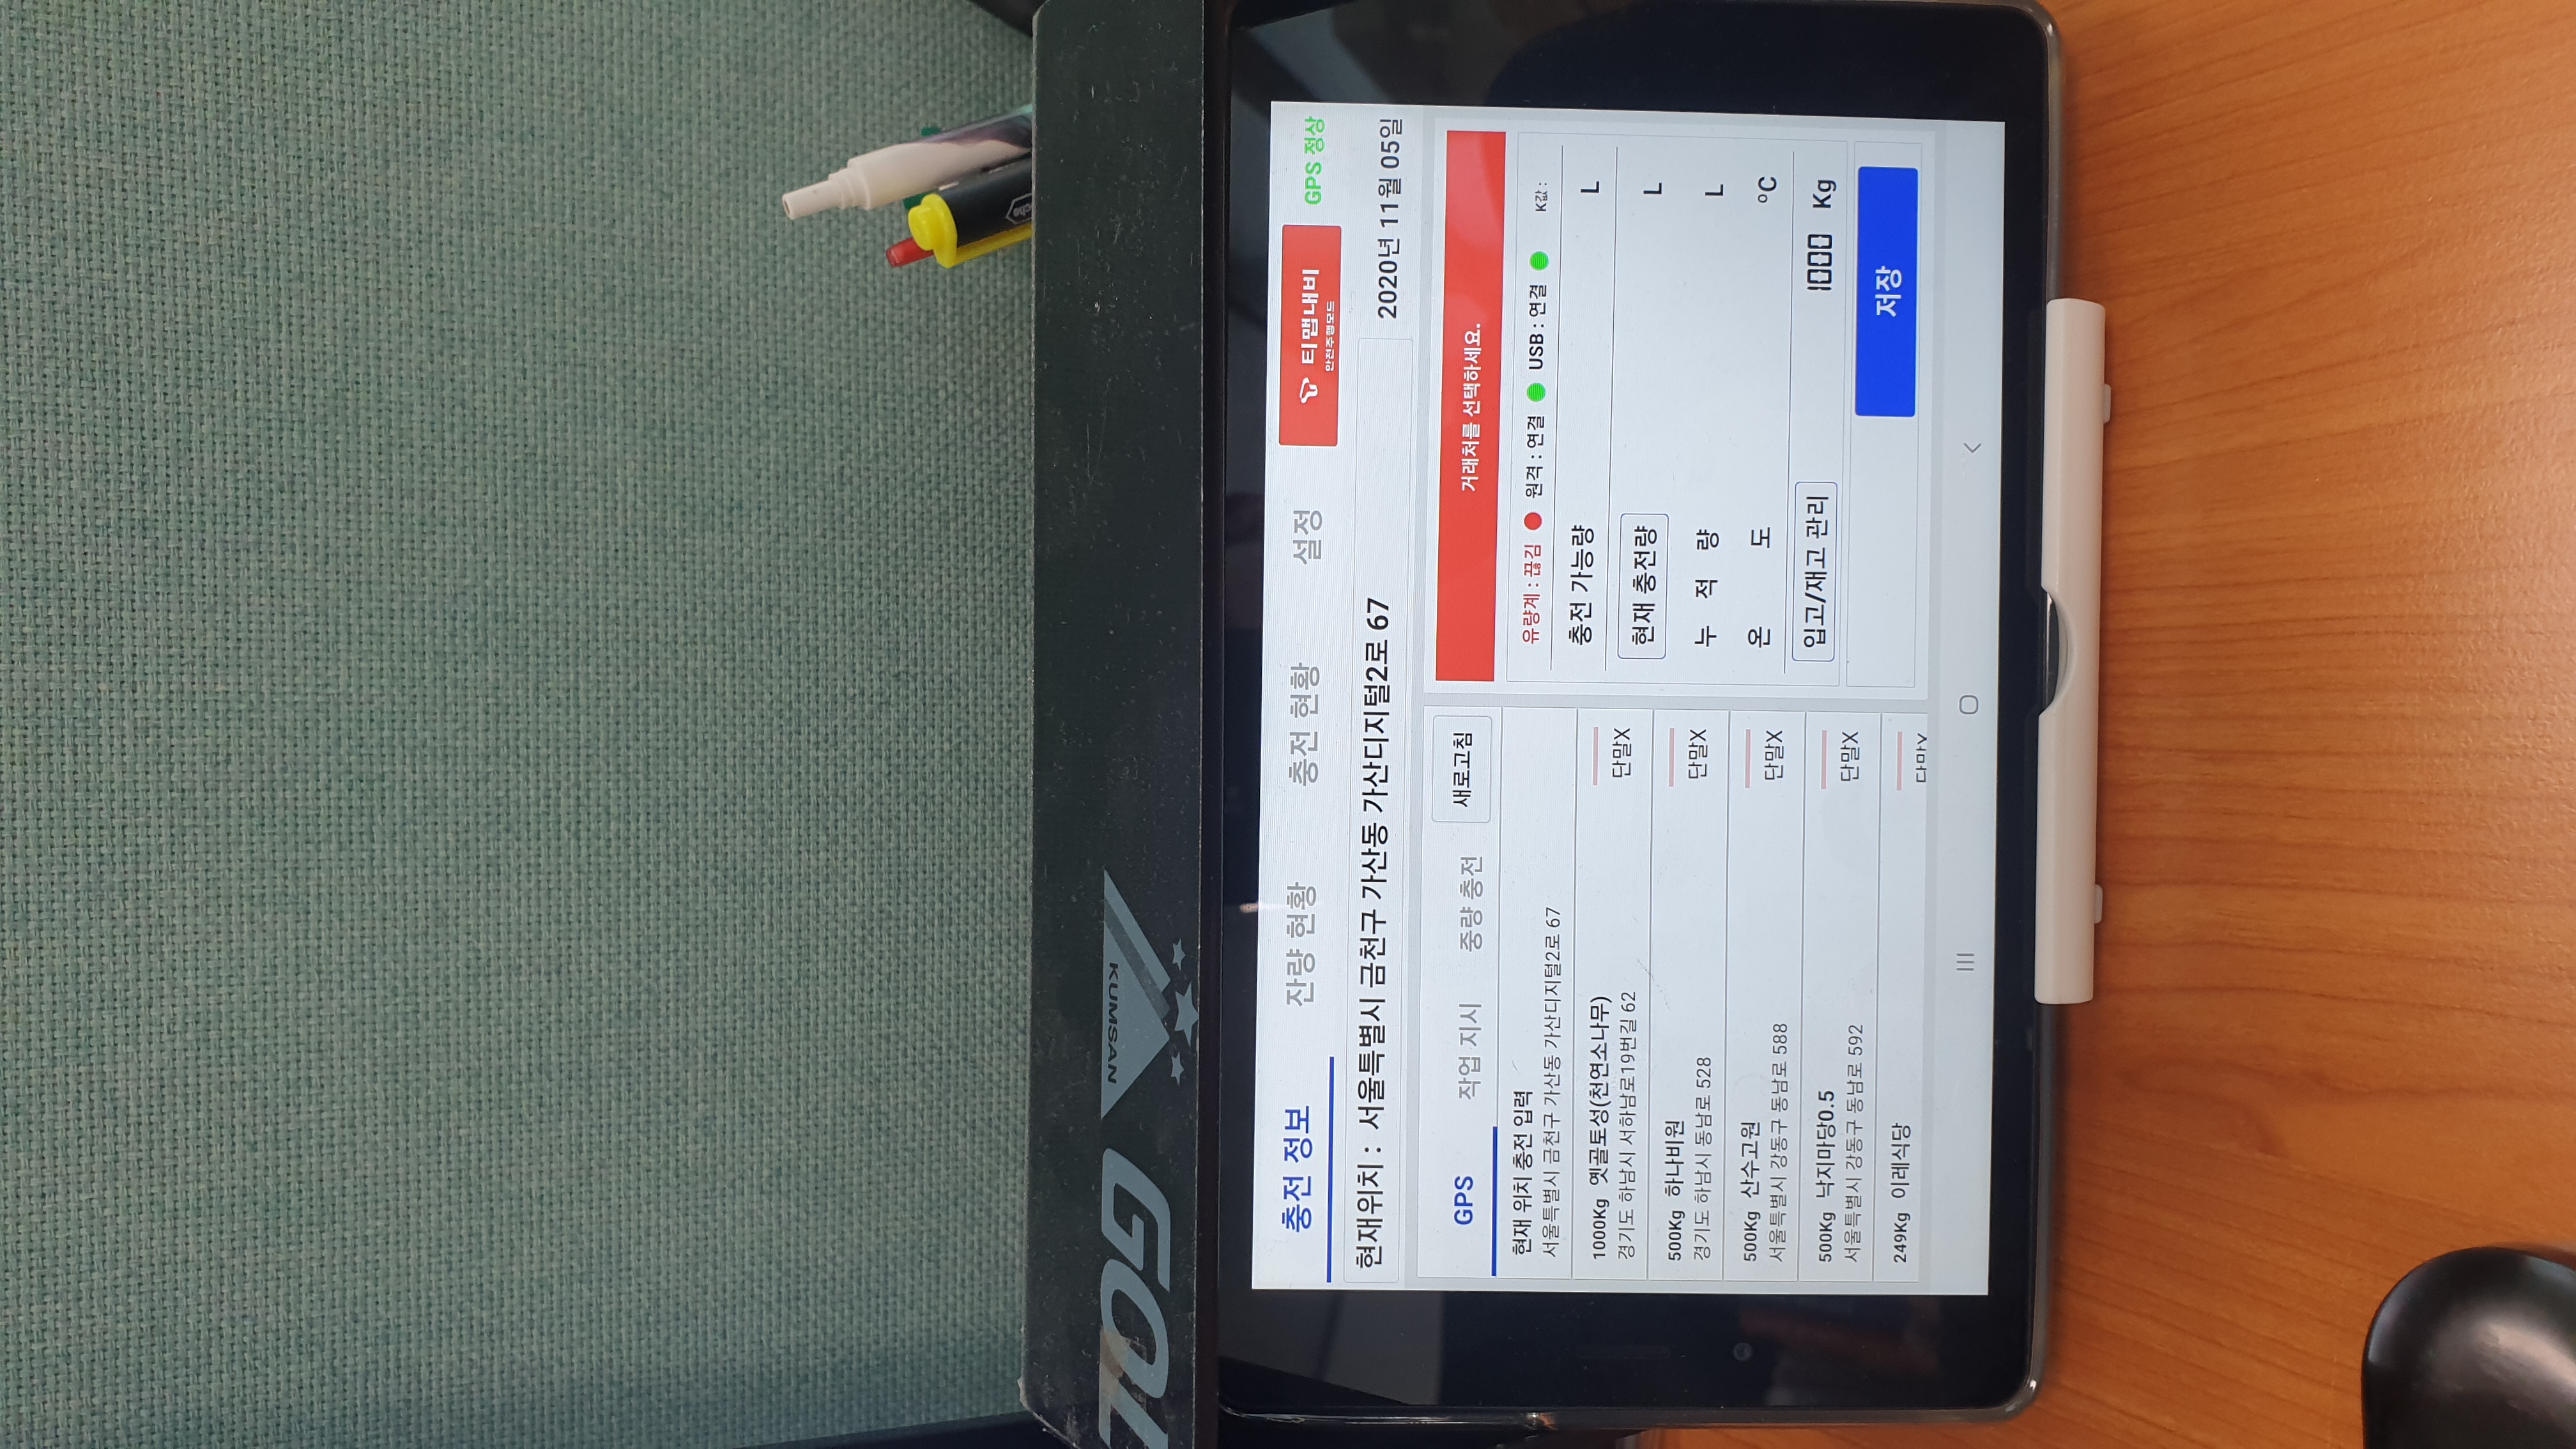 GOL
KUMSAN
충전 정보 잔량 현황 충전 현황 설정 티맵내비 GPS 정상
안전주행모드
현재위치 : 서울특별시 금천구 가산동 가산디지털2로 67
2020년 11월 05일
GPS 작업 지시 중량 충전 새로고침
현재 위치 충전 입력
서울특별시 금천구 가산동 가산디지털2로 67
1000Kg 옛골토성(천연소나무)
경기도 하남시 서하남로19번길 62
단말X
500Kg 하나비원
경기도 하남시 동남로 528
단말X
500Kg 산수고원
서울특별시 강동구 동남로 588
단말X
500Kg 낙지마당0.5
서울특별시 강동구 동남로 592
단말X
249Kg 이레식당
단말X
거래처를 선택하세요.
유량계 : 끊김 원격 : 연결 USB : 연결 K값 :
충전 가능량 L
현재 충전량 L
누 적 량 L
온 도 ºC
입고/재고 관리 1000 Kg
저장